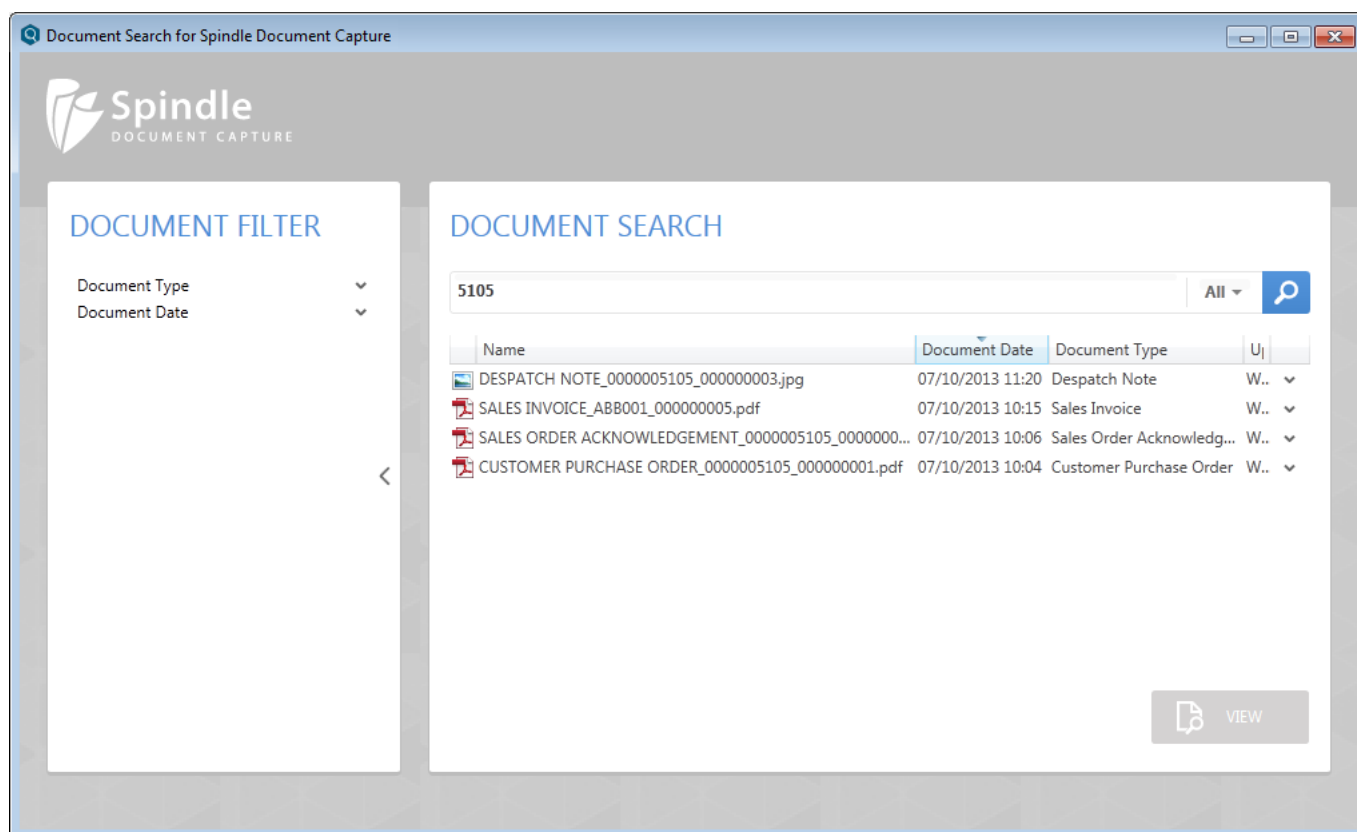 Document Search for Spindle Document Capture
Spindle
DOCUMENT CAPTURE
DOCUMENT FILTER
Document Type
Document Date
DOCUMENT SEARCH
5105 All
Name Document Date Document Type
DESPATCH NOTE_0000005105_000000003.jpg 07/10/2013 11:20 Despatch Note W..
SALES INVOICE_ABB001_000000005.pdf 07/10/2013 10:15 Sales Invoice W..
SALES ORDER ACKNOWLEDGEMENT_0000005105_0000000... 07/10/2013 10:06 Sales Order Acknowledg... W..
CUSTOMER PURCHASE ORDER_0000005105_000000001.pdf 07/10/2013 10:04 Customer Purchase Order W..
VIEW